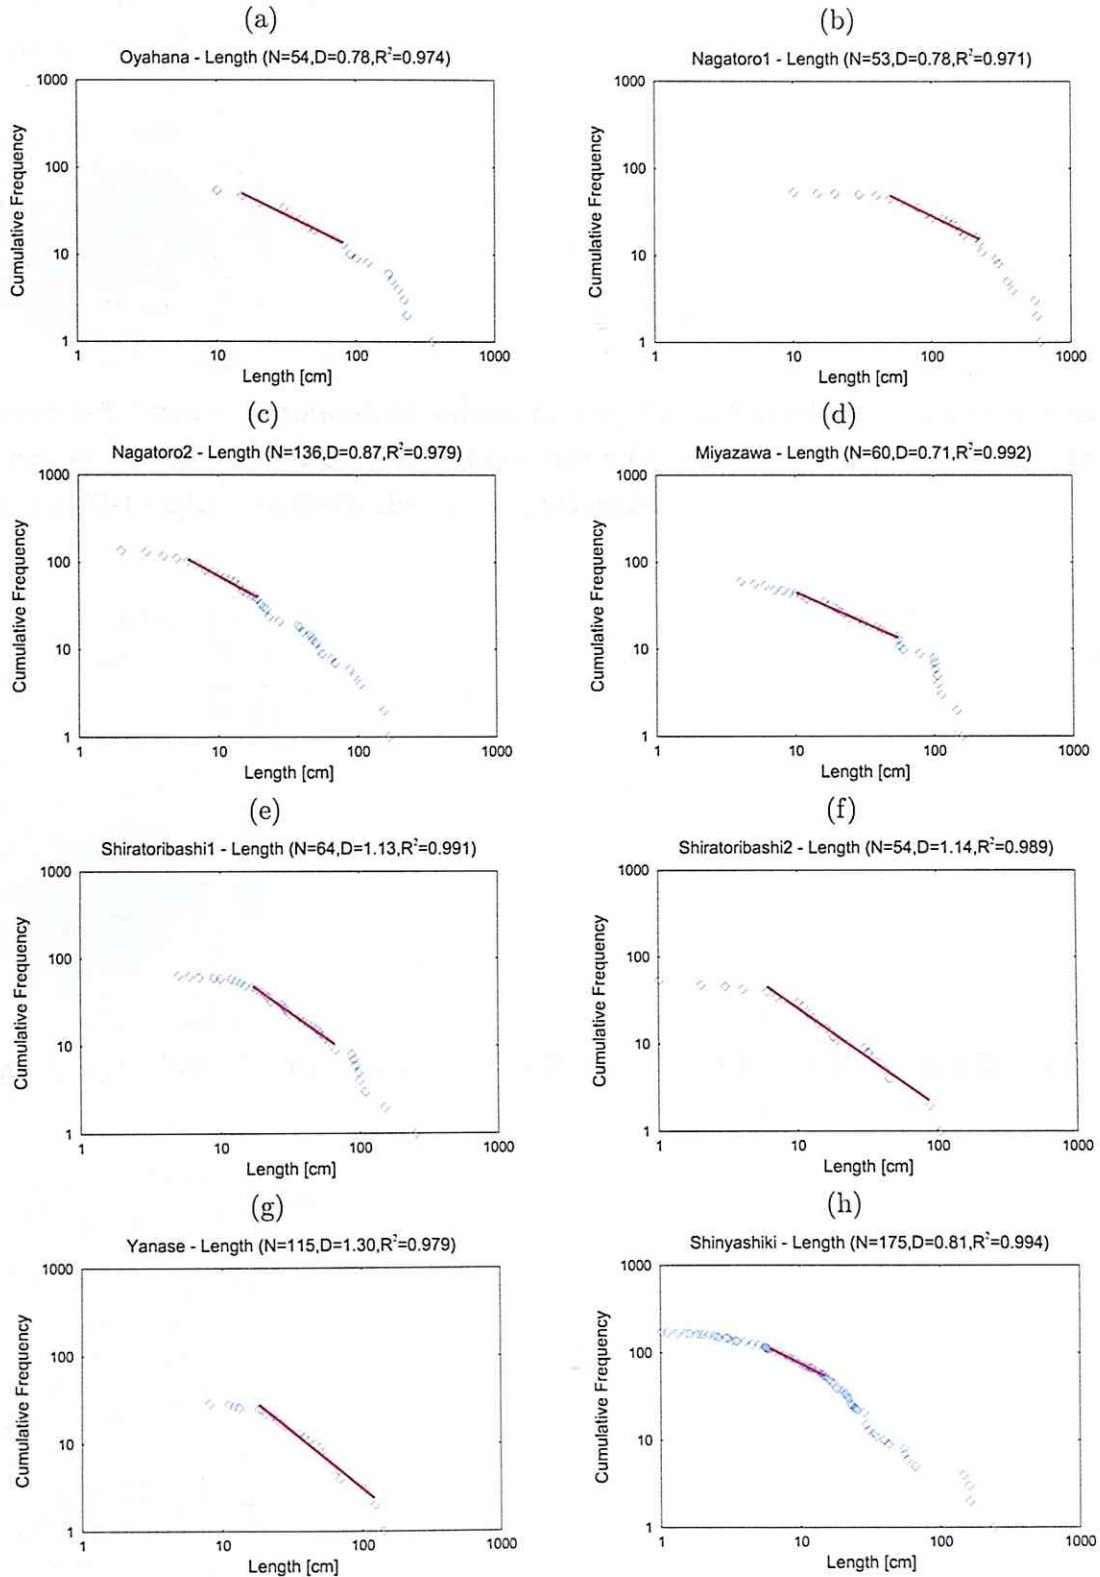 (a)
Oyahana - Length (N=54,D=0.78,R²=0.974)
1000
100
10
1
Cumulative Frequency
1
10
100
1000
Length [cm]
(b)
Nagatoro1 - Length (N=53,D=0.78,R²=0.971)
1000
100
10
1
Cumulative Frequency
1
10
100
1000
Length [cm]
(c)
Nagatoro2 - Length (N=136,D=0.87,R²=0.979)
1000
100
10
1
Cumulative Frequency
1
10
100
1000
Length [cm]
(d)
Miyazawa - Length (N=60,D=0.71,R²=0.992)
1000
100
10
1
Cumulative Frequency
1
10
100
1000
Length [cm]
(e)
Shiratoribashi1 - Length (N=64,D=1.13,R²=0.991)
1000
100
10
1
Cumulative Frequency
1
10
100
1000
Length [cm]
(f)
Shiratoribashi2 - Length (N=54,D=1.14,R²=0.989)
1000
100
10
1
Cumulative Frequency
1
10
100
1000
Length [cm]
(g)
Yanase - Length (N=115,D=1.30,R²=0.979)
1000
100
10
1
Cumulative Frequency
1
10
100
1000
Length [cm]
(h)
Shinyashiki - Length (N=175,D=0.81,R²=0.994)
1000
100
10
1
Cumulative Frequency
1
10
100
1000
Length [cm]